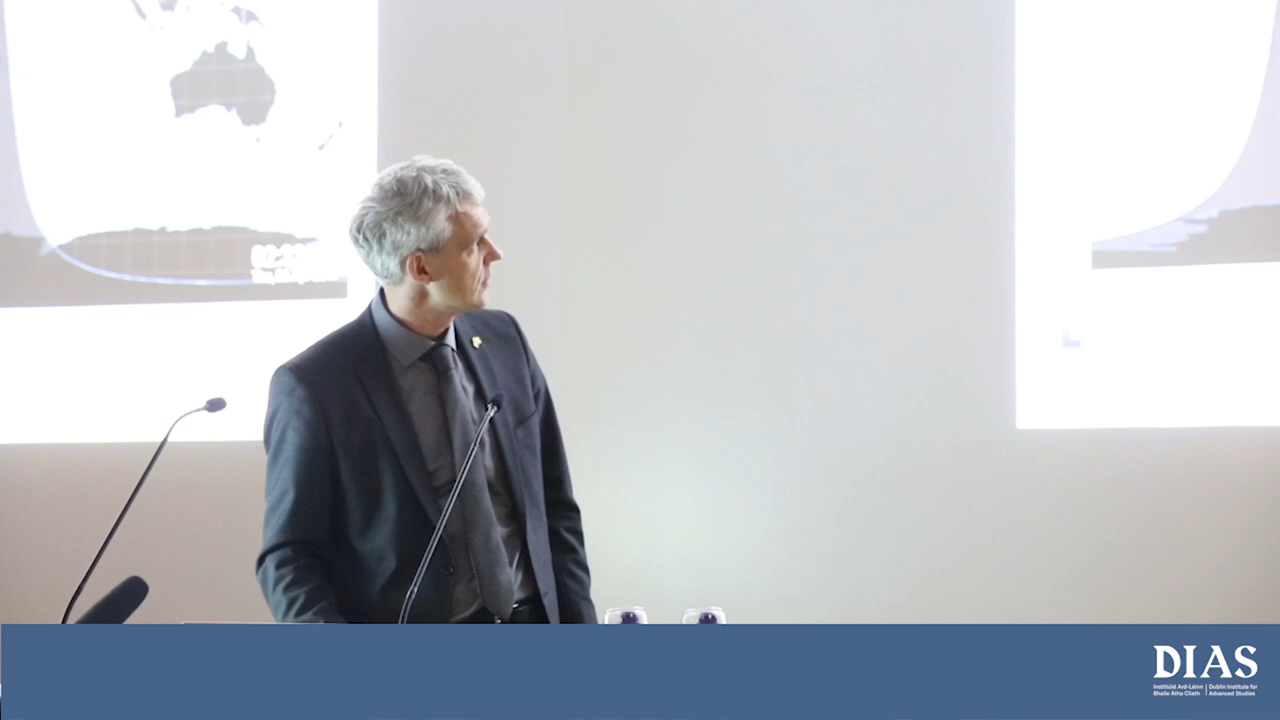 DIAS
Institiúid Ard-Léinn | Dublin Institute for
Bhaile Átha Cliath | Advanced Studies